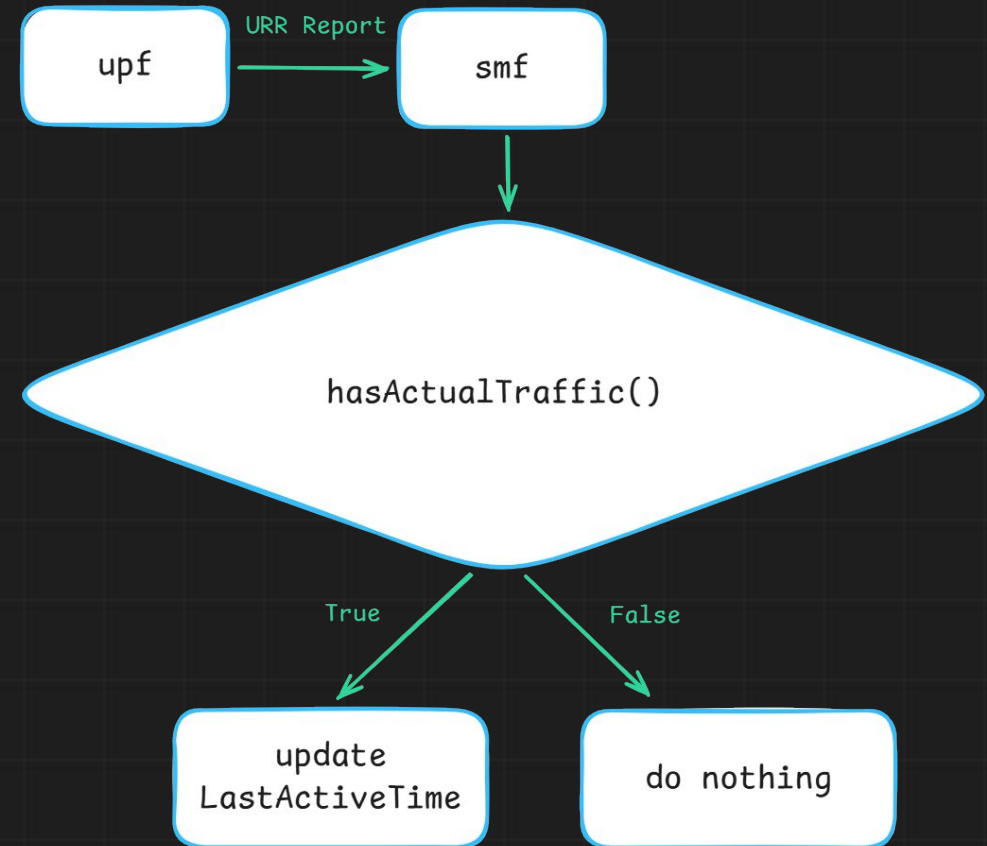 upf
URR Report
smf
hasActualTraffic()
True
False
update
LastActiveTime
do nothing